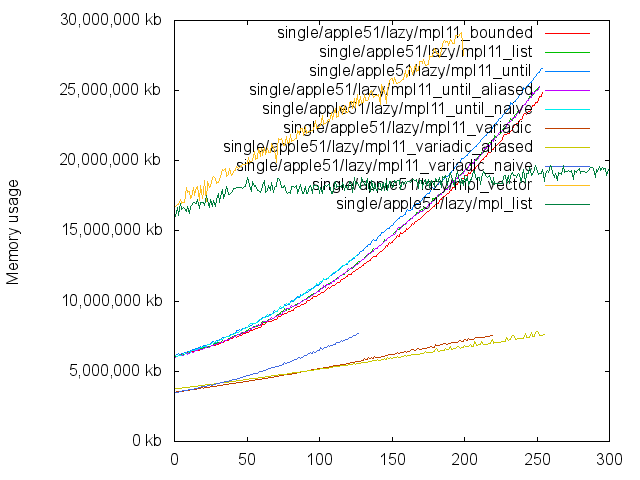 30,000,000 kb
25,000,000 kb
20,000,000 kb
15,000,000 kb
10,000,000 kb
5,000,000 kb
0 kb
Memory usage
single/apple51/lazy/mpl11_bounded
single/apple51/lazy/mpl11_list
single/apple51/lazy/mpl11_until
single/apple51/lazy/mpl11_until_aliased
single/apple51/lazy/mpl11_until_naive
single/apple51/lazy/mpl11_variadic
single/apple51/lazy/mpl11_variadic_aliased
single/apple51/lazy/mpl11_variadic_naive
single/apple51/lazy/mpl_vector
single/apple51/lazy/mpl_list
0 50 100 150 200 250 300